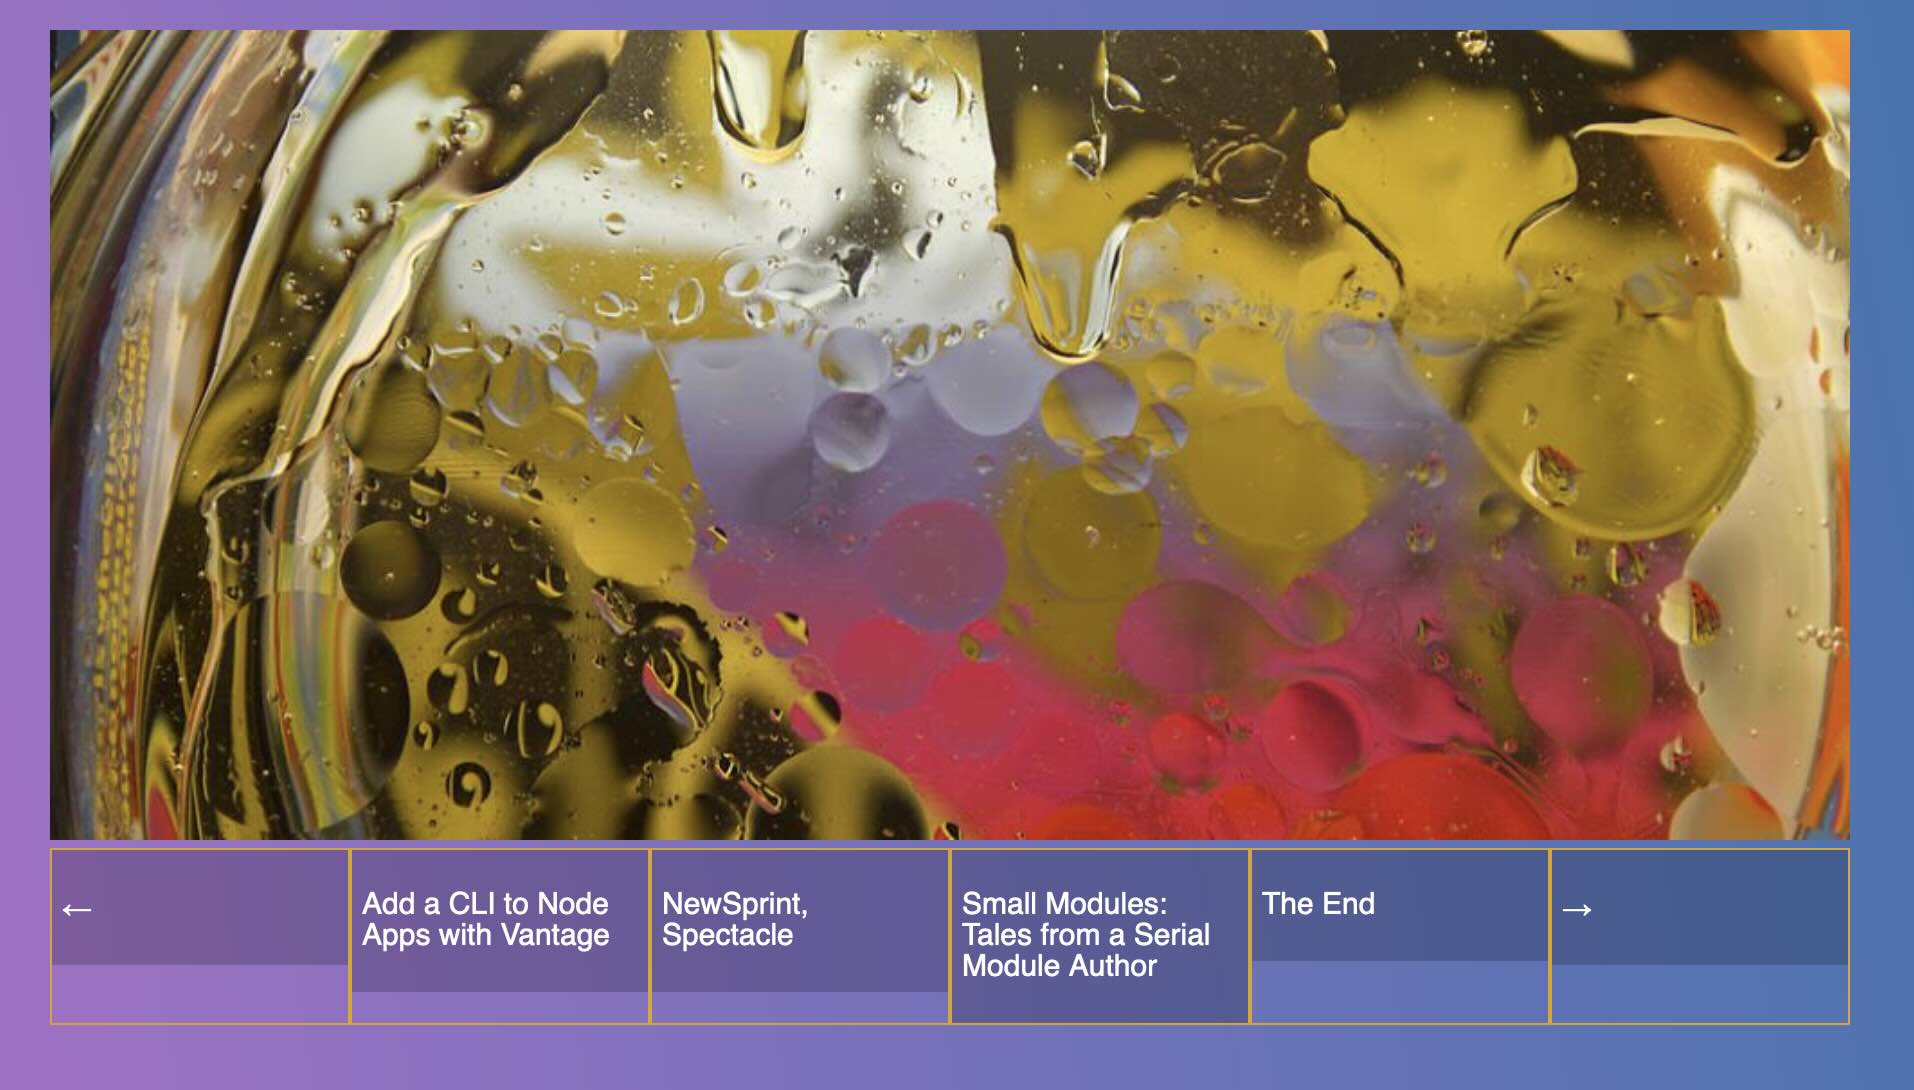 ←
Add a CLI to Node
Apps with Vantage
NewSprint,
Spectacle
Small Modules:
Tales from a Serial
Module Author
The End
→